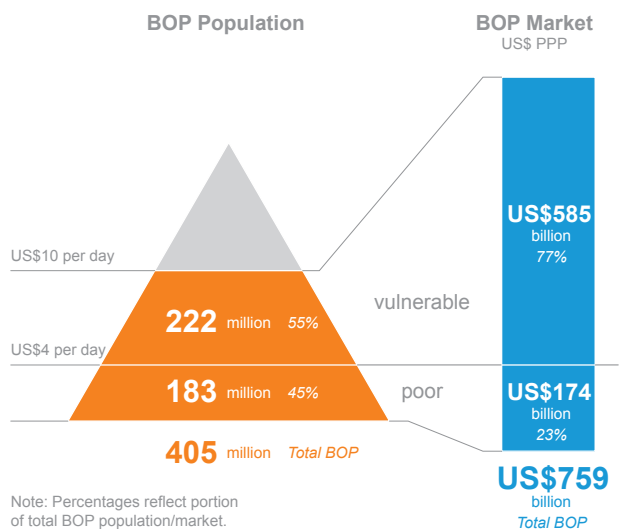 BOP Population
BOP Market
US$ PPP
US$10 per day
US$4 per day
222 million 55%
183 million 45%
405 million Total BOP
vulnerable
poor
US$585
billion
77%
US$174
billion
23%
US$759
billion
Total BOP
Note: Percentages reflect portion
of total BOP population/market.